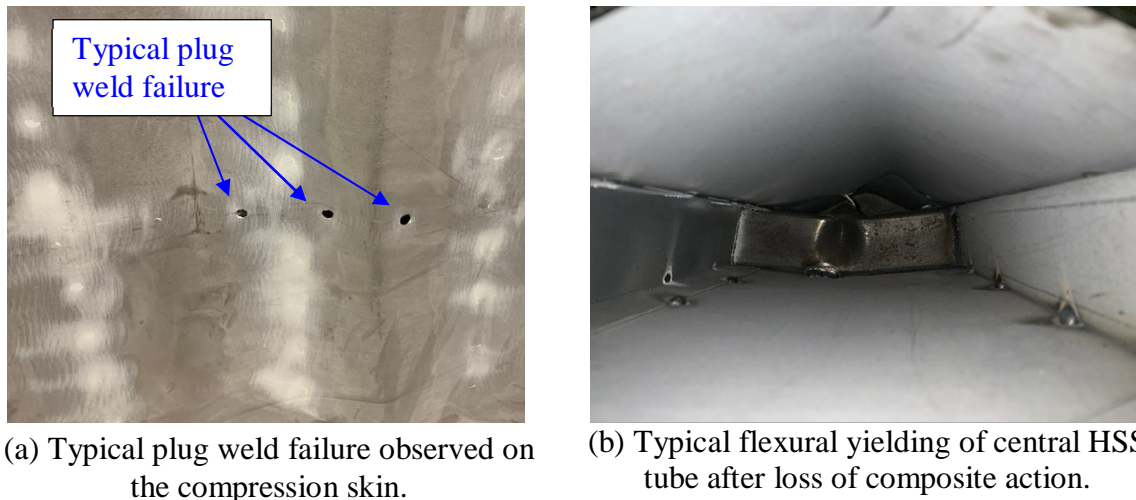 Typical plug
weld failure
(a) Typical plug weld failure observed on
the compression skin.
(b) Typical flexural yielding of central HSS
tube after loss of composite action.